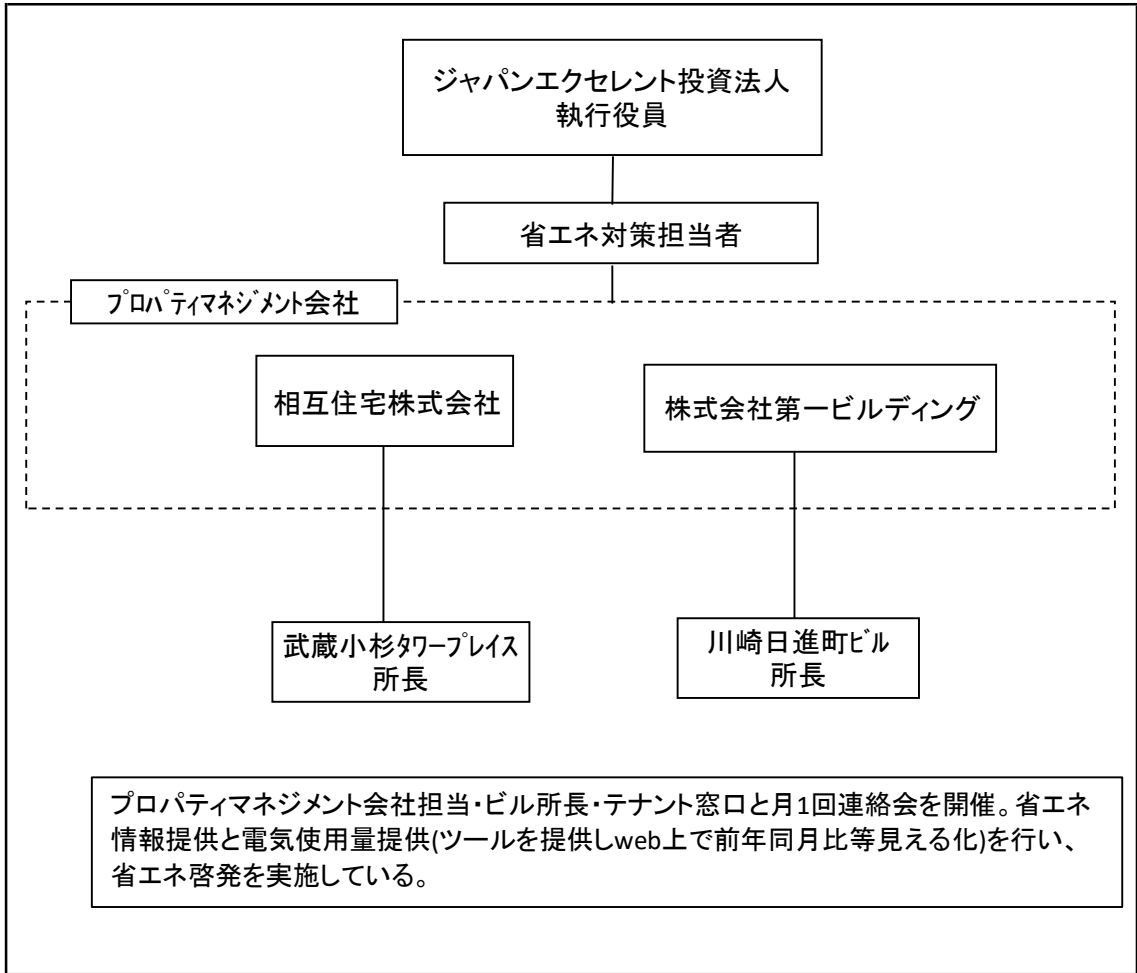 ジャパンエクセレント投資法人
執行役員
省エネ対策担当者
ﾌﾟﾛﾊﾟﾃｨﾏﾈｼﾞﾒﾝﾄ会社
相互住宅株式会社
株式会社第一ビルディング
武蔵小杉ﾀﾜｰﾌﾟﾚｲｽ
所長
川崎日進町ﾋﾞﾙ
所長
プロパティマネジメント会社担当・ビル所長・テナント窓口と月1回連絡会を開催。省エネ
情報提供と電気使用量提供(ツールを提供しweb上で前年同月比等見える化)を行い、
省エネ啓発を実施している。